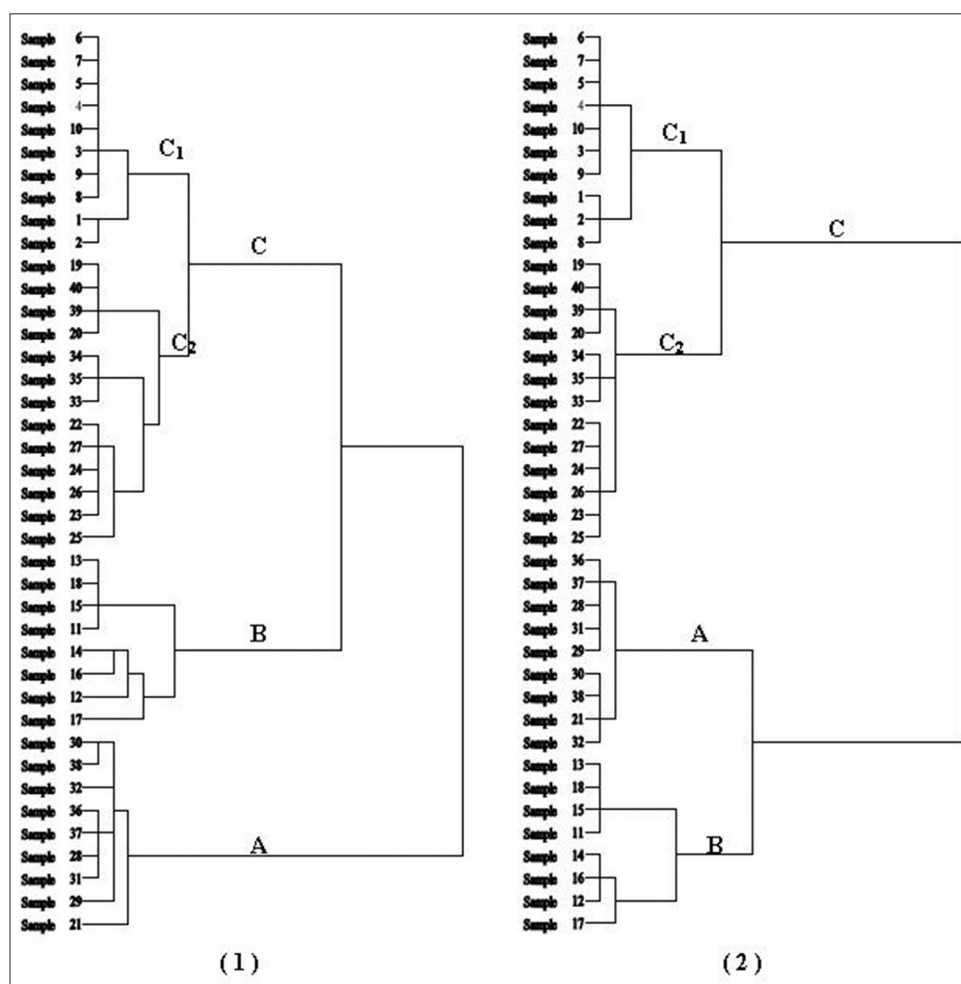 Sample 6
Sample 7
Sample 5
Sample 4
Sample 10
Sample 3
C1
Sample 9
Sample 8
Sample 1
Sample 2
C
Sample 19
Sample 40
Sample 39
Sample 20
C2
Sample 34
Sample 35
Sample 33
Sample 22
Sample 27
Sample 24
Sample 26
Sample 23
Sample 25
Sample 13
Sample 18
Sample 15
Sample 11
B
Sample 14
Sample 16
Sample 12
Sample 17
Sample 30
Sample 38
Sample 32
Sample 36
Sample 37
A
Sample 28
Sample 31
Sample 29
Sample 21
(1)
Sample 6
Sample 7
Sample 5
Sample 4
C1
Sample 10
Sample 3
Sample 9
Sample 1
Sample 2
C
Sample 8
Sample 19
Sample 40
Sample 39
Sample 20
C2
Sample 34
Sample 35
Sample 33
Sample 22
Sample 27
Sample 24
Sample 26
Sample 23
Sample 25
Sample 36
Sample 37
Sample 28
Sample 31
A
Sample 29
Sample 30
Sample 38
Sample 21
Sample 32
Sample 13
Sample 18
Sample 15
Sample 11
B
Sample 14
Sample 16
Sample 12
Sample 17
(2)